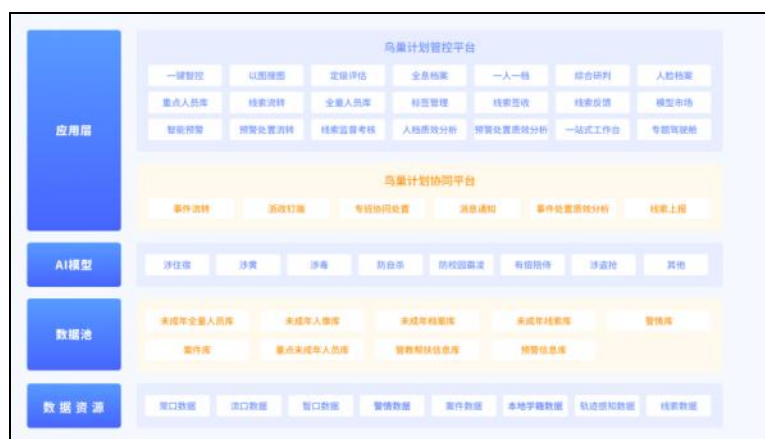 鸟巢计划管控平台
一键智控 以图搜图 定级评估 全息档案 一人一档 综合研判 人脸档案
重点人员库 线索流转 全量人员库 标签管理 线索签收 线索反馈 模型市场
应用层
智能预警 预警处置流转 线索监督考核 人档质效分析 预警处置质效分析 一站式工作台 专题驾驶舱
鸟巢计划协同平台
事件流转 浙政钉端 专班协同处置 消息通知 事件处置质效分析 线索上报
AI模型 涉住宿 涉黄 涉毒 防自杀 防校园霸凌 有偿陪侍 涉盗抢 其他
未成年全量人员库 未成年人像库 未成年档案库 未成年线索库 警情库
数据池
案件库 重点未成年人员库 管教帮扶信息库 预警信息库
数据资源 常口数据 流口数据 暂口数据 警情数据 案件数据 本地学籍数据 轨迹感知数据 线索数据